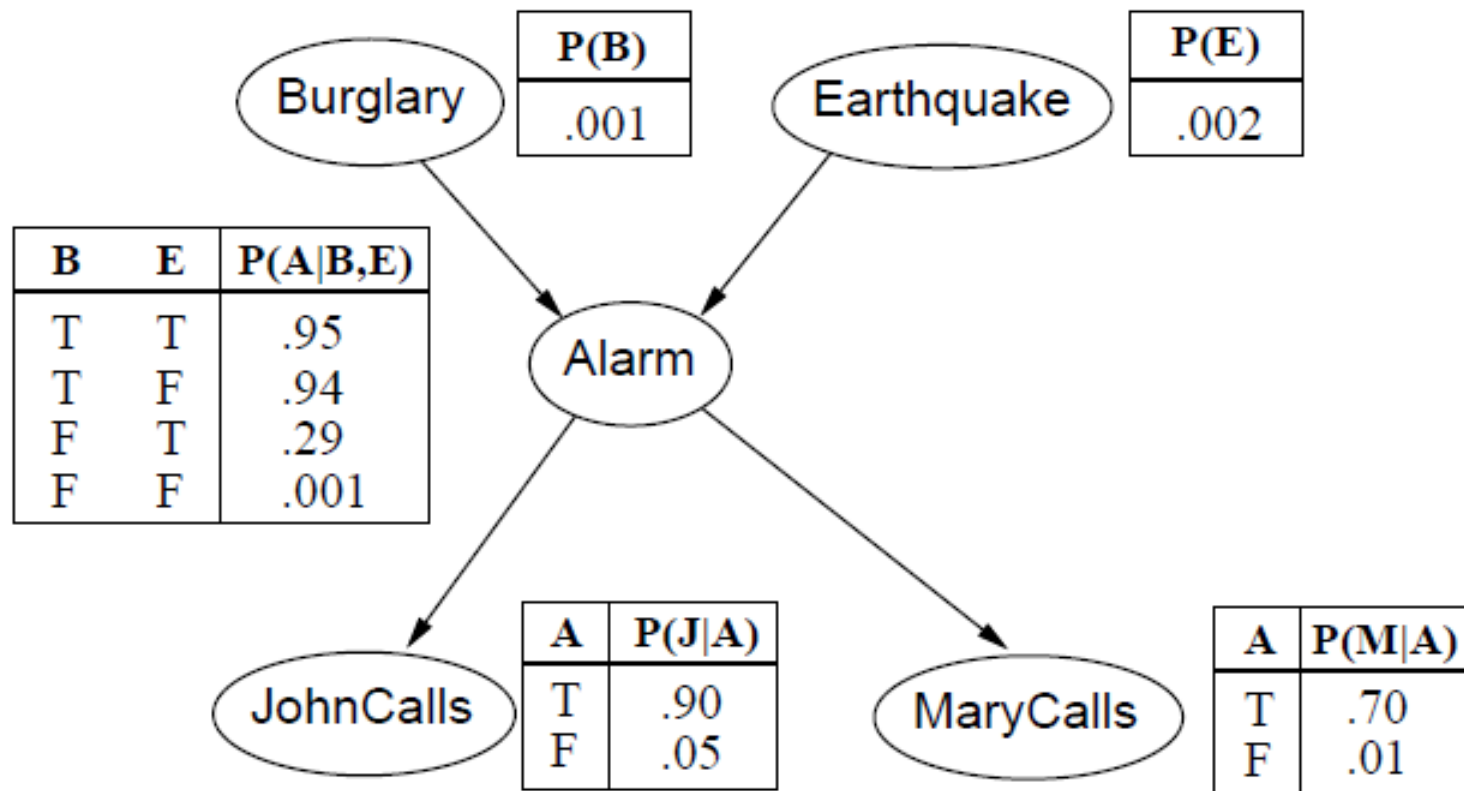 Burglary
P(B)
.001
Earthquake
P(E)
.002
B E P(A|B,E)
T T .95
T F .94
F T .29
F F .001
Alarm
JohnCalls
A P(J|A)
T .90
F .05
MaryCalls
A P(M|A)
T .70
F .01